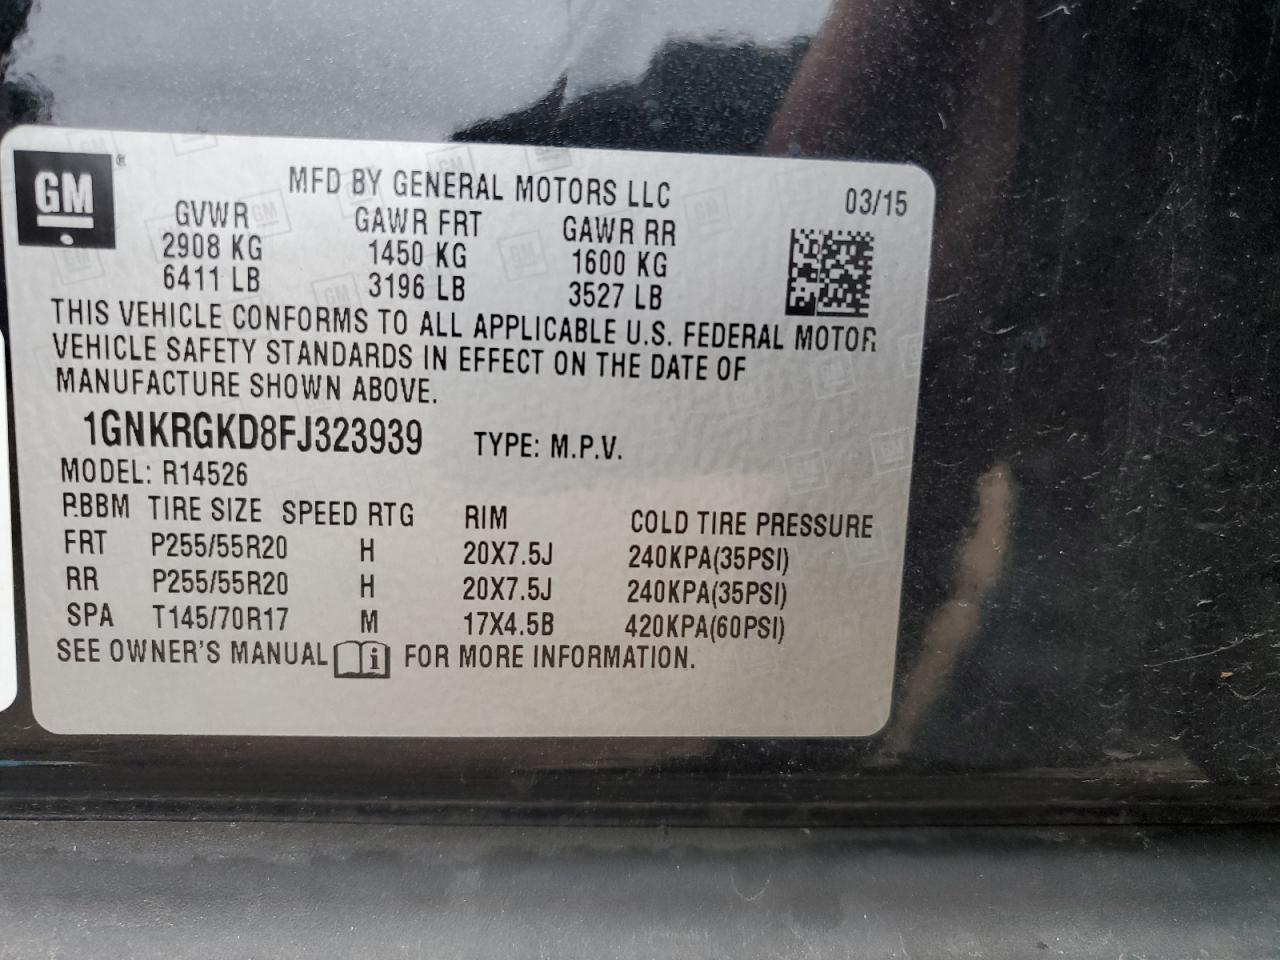 GM ®
MFD BY GENERAL MOTORS LLC 03/15
GVWR GAWR FRT GAWR RR
2908 KG 1450 KG 1600 KG
6411 LB 3196 LB 3527 LB
THIS VEHICLE CONFORMS TO ALL APPLICABLE U.S. FEDERAL MOTOR
VEHICLE SAFETY STANDARDS IN EFFECT ON THE DATE OF
MANUFACTURE SHOWN ABOVE.
1GNKRGKD8FJ323939 TYPE: M.P.V.
MODEL: R14526
P.BBM TIRE SIZE SPEED RTG RIM COLD TIRE PRESSURE
FRT P255/55R20 H 20X7.5J 240KPA(35PSI)
RR P255/55R20 H 20X7.5J 240KPA(35PSI)
SPA T145/70R17 M 17X4.5B 420KPA(60PSI)
SEE OWNER'S MANUAL i FOR MORE INFORMATION.